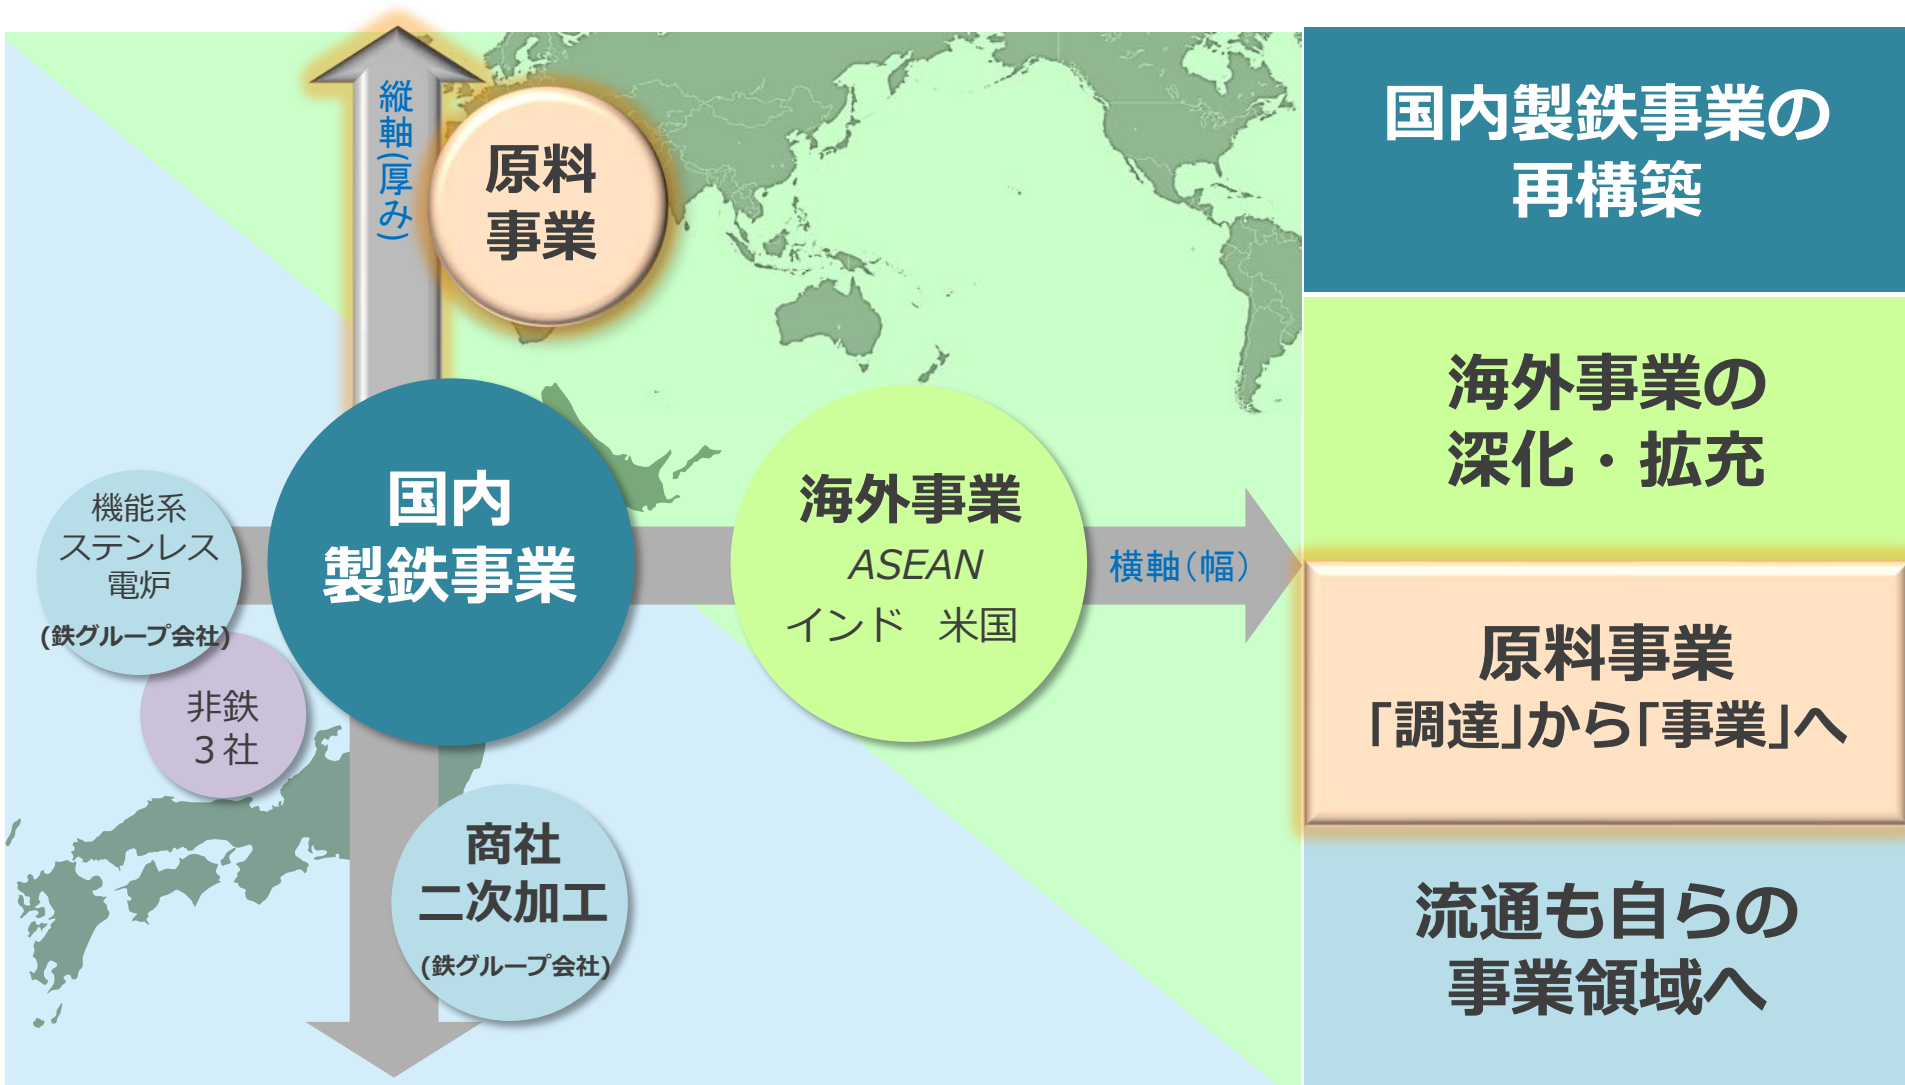 縦軸(厚み)
原料
事業
国内
製鉄事業
機能系
ステンレス
電炉
(鉄グループ会社)
非鉄
３社
商社
二次加工
(鉄グループ会社)
海外事業
ASEAN
インド　米国
横軸(幅)
国内製鉄事業の
再構築
海外事業の
深化・拡充
原料事業
「調達」から「事業」へ
流通も自らの
事業領域へ